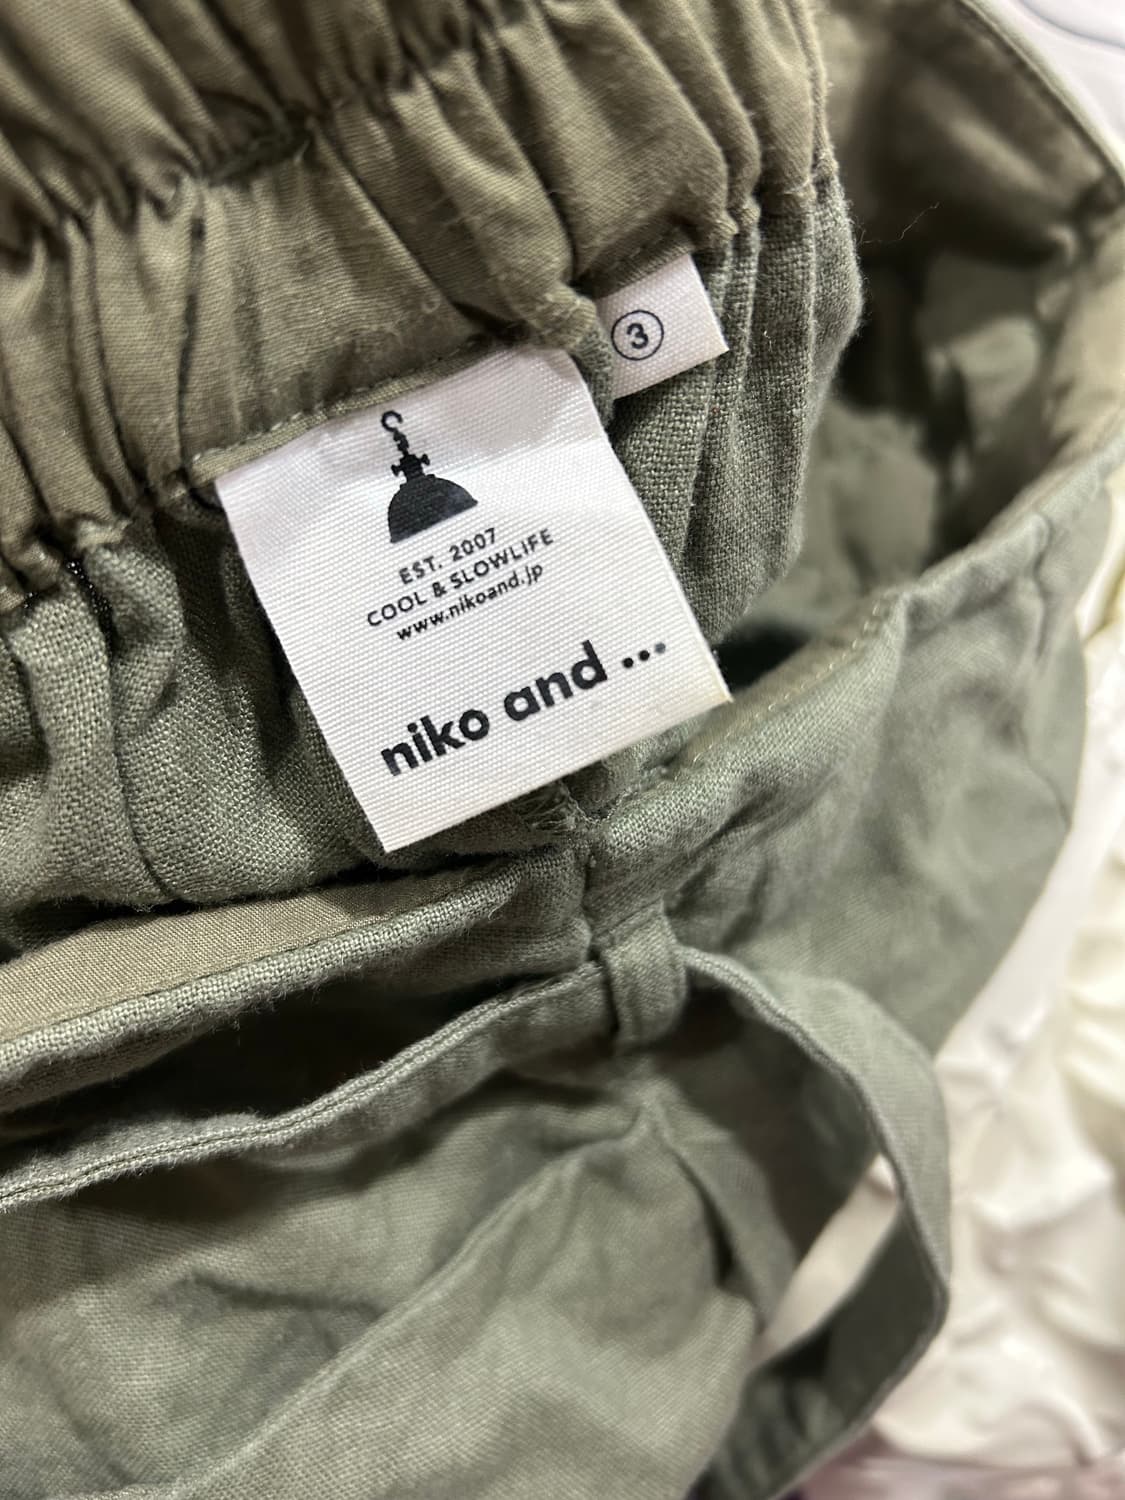 ③
EST. 2007
COOL & SLOWLIFE
www.nikoand.jp
niko and ...